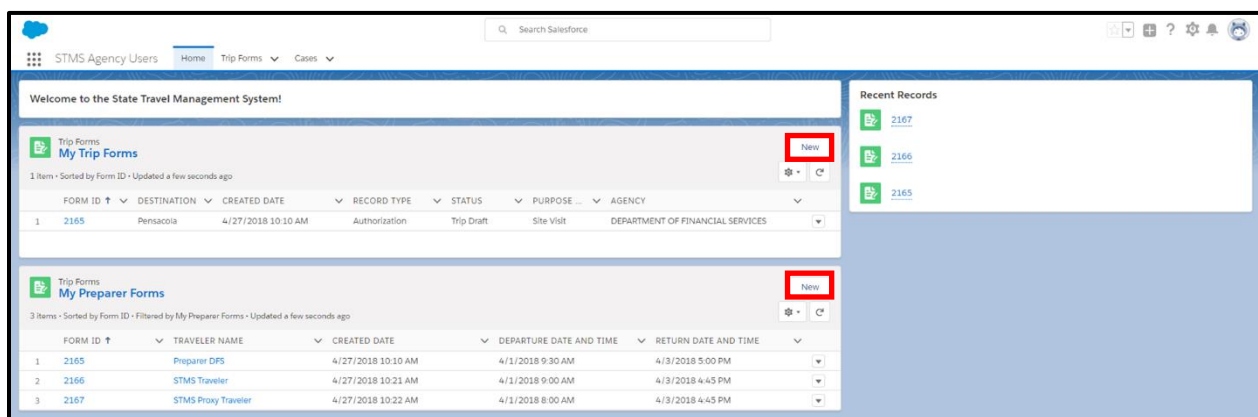 Search Salesforce
STMS Agency Users Home Trip Forms Cases
Welcome to the State Travel Management System!
Trip Forms
My Trip Forms
New
1 item • Sorted by Form ID • Updated a few seconds ago
FORM ID ↑ DESTINATION CREATED DATE RECORD TYPE STATUS PURPOSE ... AGENCY
1 2165 Pensacola 4/27/2018 10:10 AM Authorization Trip Draft Site Visit DEPARTMENT OF FINANCIAL SERVICES
Trip Forms
My Preparer Forms
New
3 items • Sorted by Form ID • Filtered by My Preparer Forms • Updated a few seconds ago
FORM ID ↑ TRAVELER NAME CREATED DATE DEPARTURE DATE AND TIME RETURN DATE AND TIME
1 2165 Preparer DFS 4/27/2018 10:10 AM 4/1/2018 9:30 AM 4/3/2018 5:00 PM
2 2166 STMS Traveler 4/27/2018 10:21 AM 4/1/2018 9:00 AM 4/3/2018 4:45 PM
3 2167 STMS Proxy Traveler 4/27/2018 10:22 AM 4/1/2018 8:00 AM 4/3/2018 4:45 PM
Recent Records
2167
2166
2165